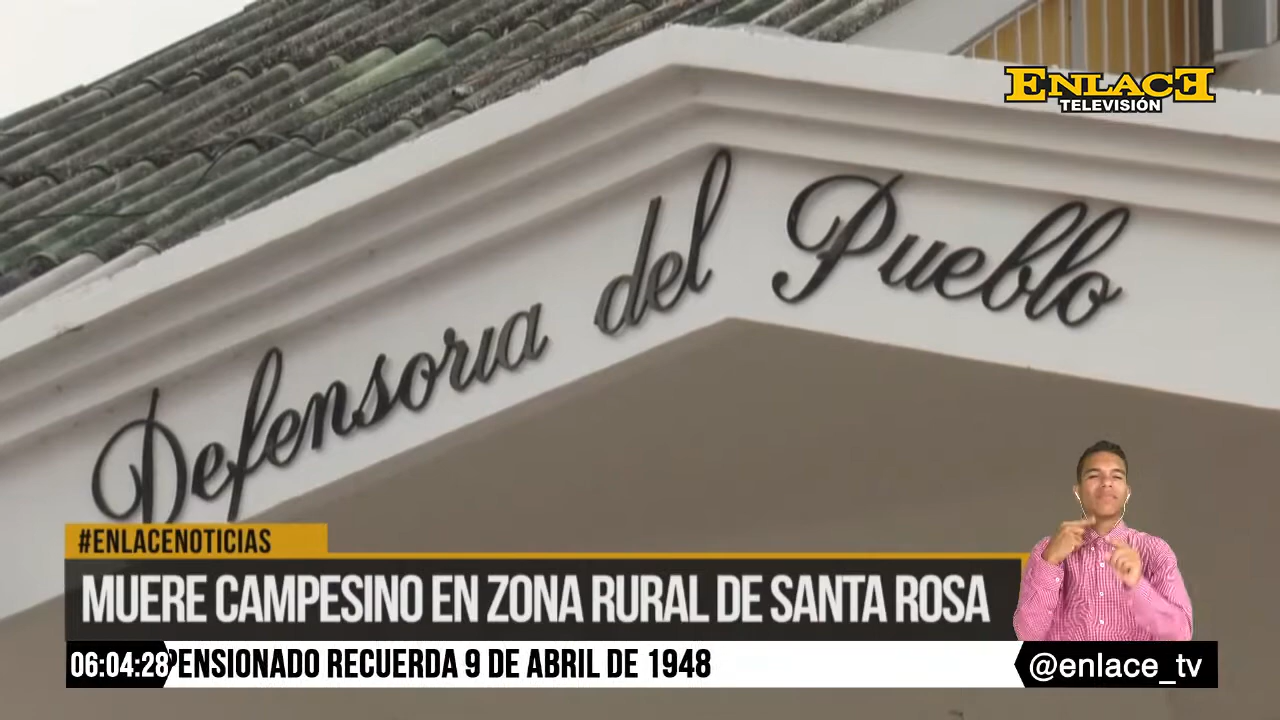 ENLACE
TELEVISIÓN
Defensoria del Pueblo
#ENLACENOTICIAS
MUERE CAMPESINO EN ZONA RURAL DE SANTA ROSA
06:04:28
PENSIONADO RECUERDA 9 DE ABRIL DE 1948
@enlace_tv